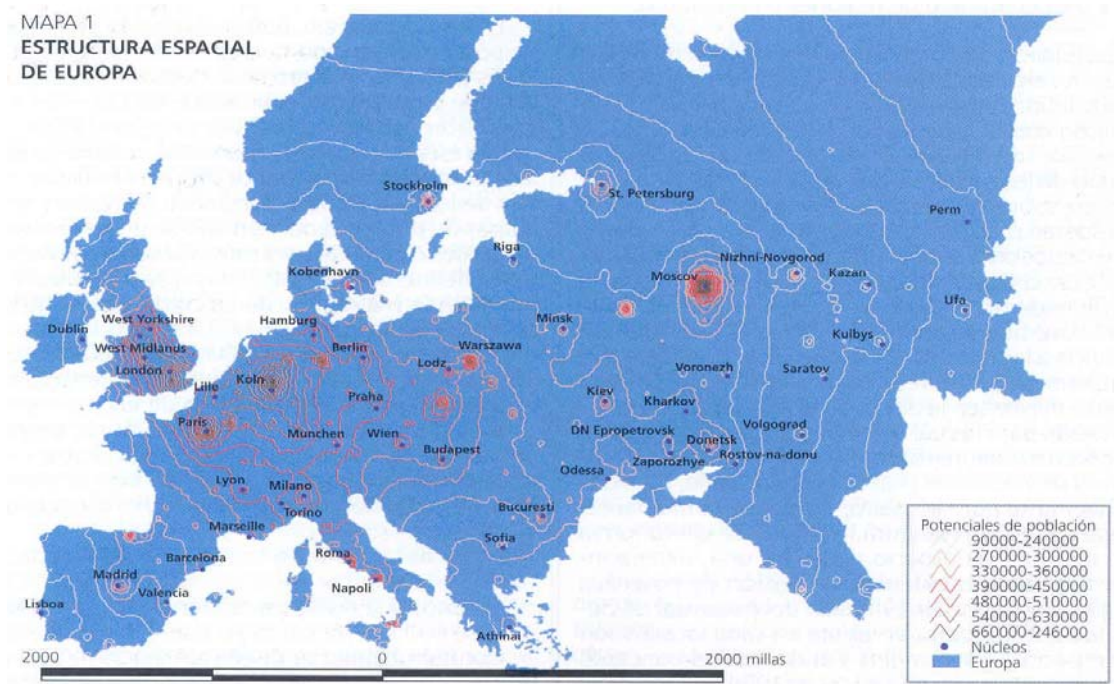 MAPA 1
ESTRUCTURA ESPACIAL
DE EUROPA
Stockholm
St. Petersburg
Perm
Riga
Nizhni-Novgorod
Kobenhavn
Moscov
Kazan
Ufa
Dublin
West Yorkshire
Hamburg
Minsk
Kuibys
West Midlands
Berlin
Warszawa
London
Lodz
Voronezh
Saratov
Lille
Koln
Kiev
Kharkov
Praha
Paris
Munchen
Wien
DN Epropetrovsk
Donetsk
Volgograd
Budapest
Zaporozhye
Rostov-na-donu
Odessa
Lyon
Milano
Torino
Bucuresti
Marseille
Sofia
Roma
Barcelona
Madrid
Napoli
Lisboa
Valencia
Athinai
Potenciales de población
90000-240000
270000-300000
330000-360000
390000-450000
480000-510000
540000-630000
660000-246000
Núcleos
Europa
2000 0 2000 millas